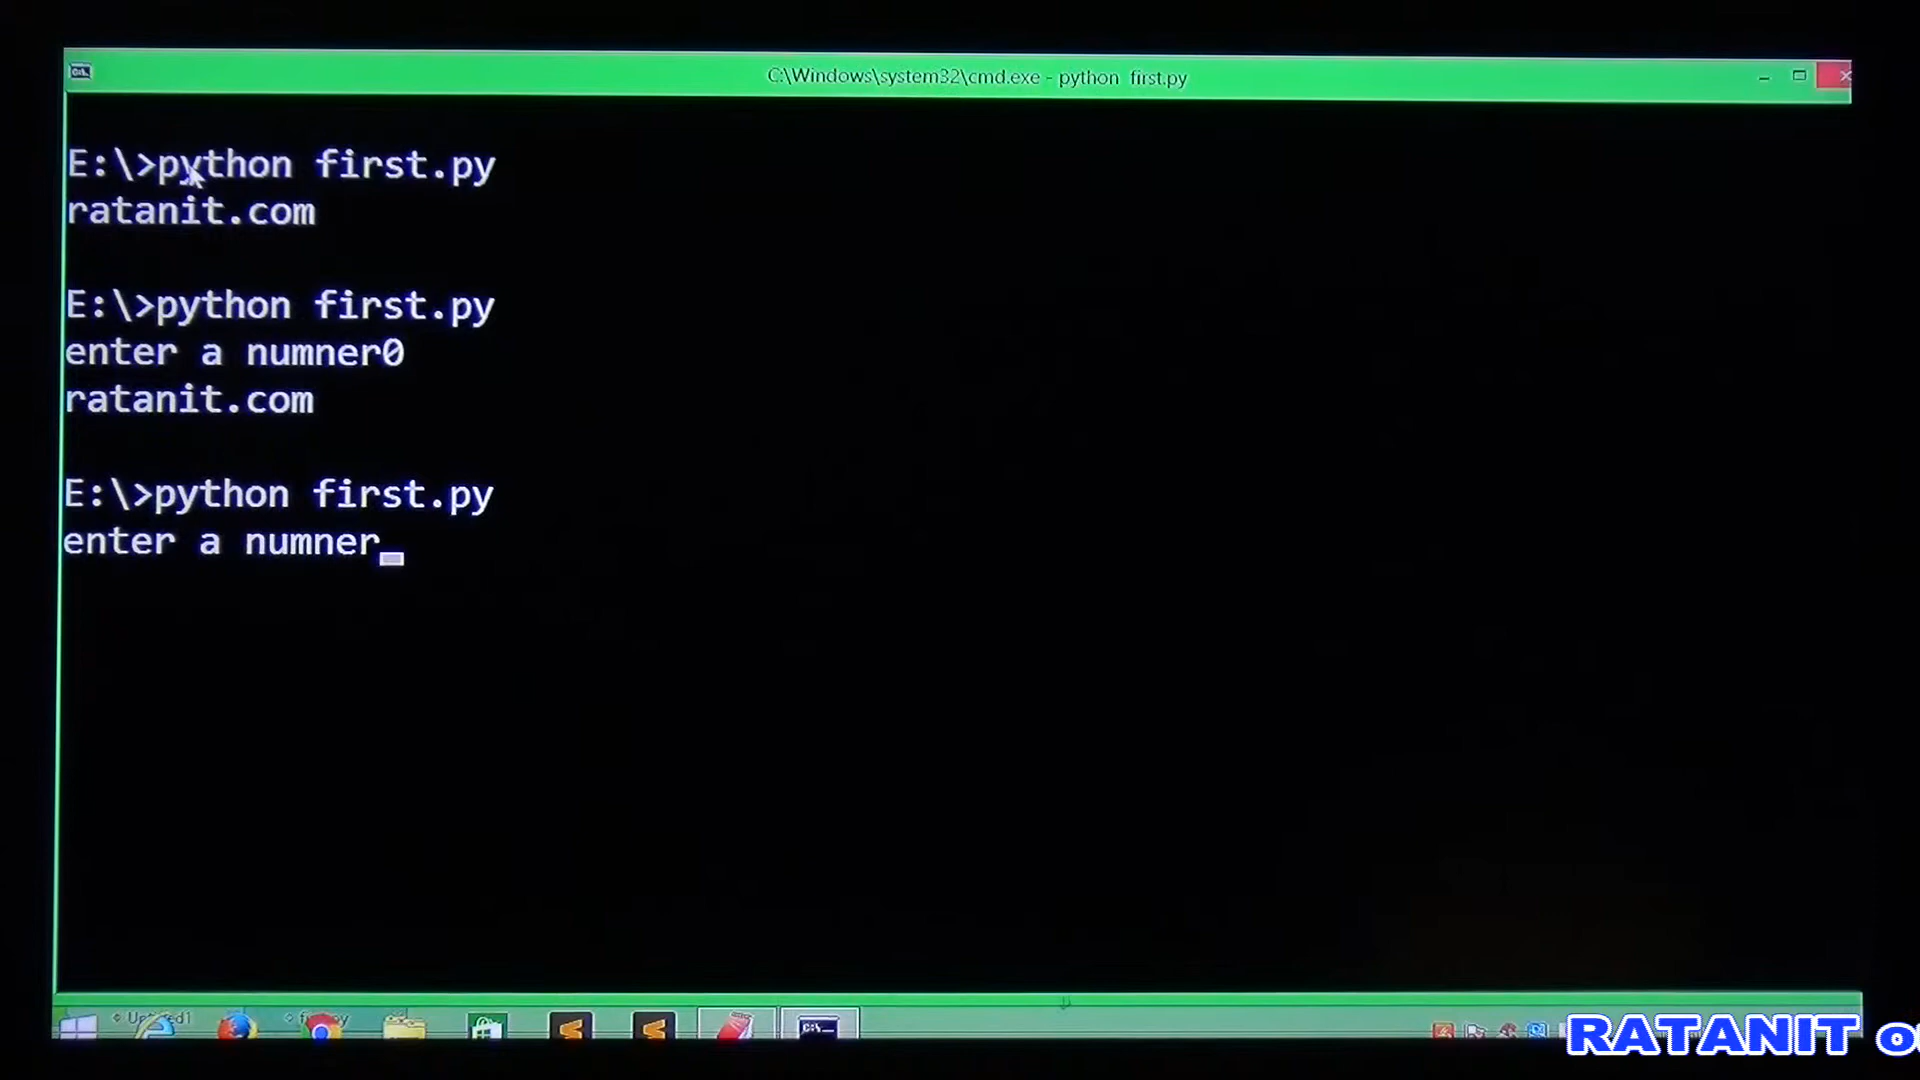 C:\Windows\system32\cmd.exe - python  first.py
E:\>python first.py
ratanit.com
E:\>python first.py
enter a numner0
ratanit.com
E:\>python first.py
enter a numner
RATANIT